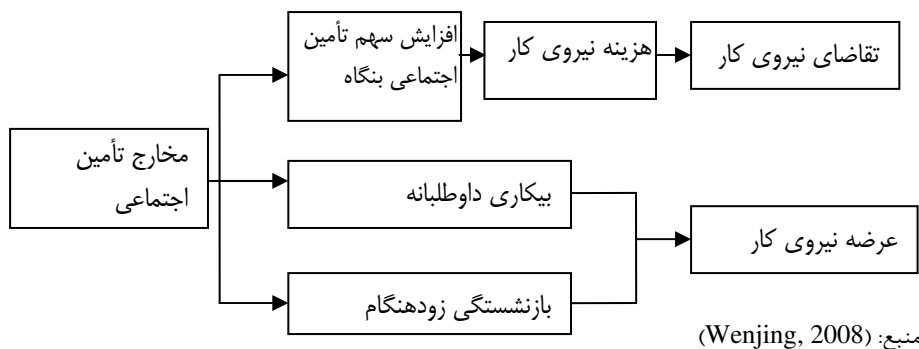 افزایش سهم تأمین
اجتماعی بنگاه
هزینه نیروی کار
تقاضای نیروی کار
مخارج تأمین
اجتماعی
بیکاری داوطلبانه
بازنشستگی زودهنگام
عرضه نیروی کار
منبع: (Wenjing, 2008)